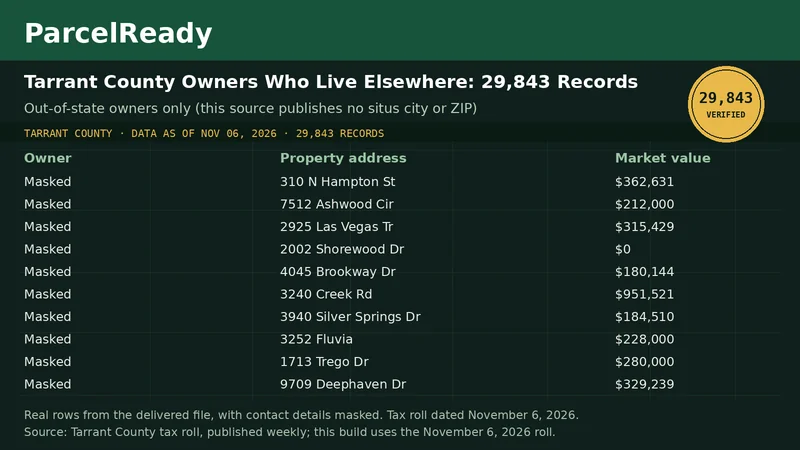 ParcelReady
Tarrant County Owners Who Live Elsewhere: 29,843 Records
Out-of-state owners only (this source publishes no situs city or ZIP)
29,843
VERIFIED
TARRANT COUNTY · DATA AS OF NOV 06, 2026 · 29,843 RECORDS
Owner Property address Market value
Masked 310 N Hampton St $362,631
Masked 7512 Ashwood Cir $212,000
Masked 2925 Las Vegas Tr $315,429
Masked 2002 Shorewood Dr $0
Masked 4045 Brookway Dr $180,144
Masked 3240 Creek Rd $951,521
Masked 3940 Silver Springs Dr $184,510
Masked 3252 Fluvia $228,000
Masked 1713 Trego Dr $280,000
Masked 9709 Deephaven Dr $329,239
Real rows from the delivered file, with contact details masked. Tax roll dated November 6, 2026.
Source: Tarrant County tax roll, published weekly; this build uses the November 6, 2026 roll.